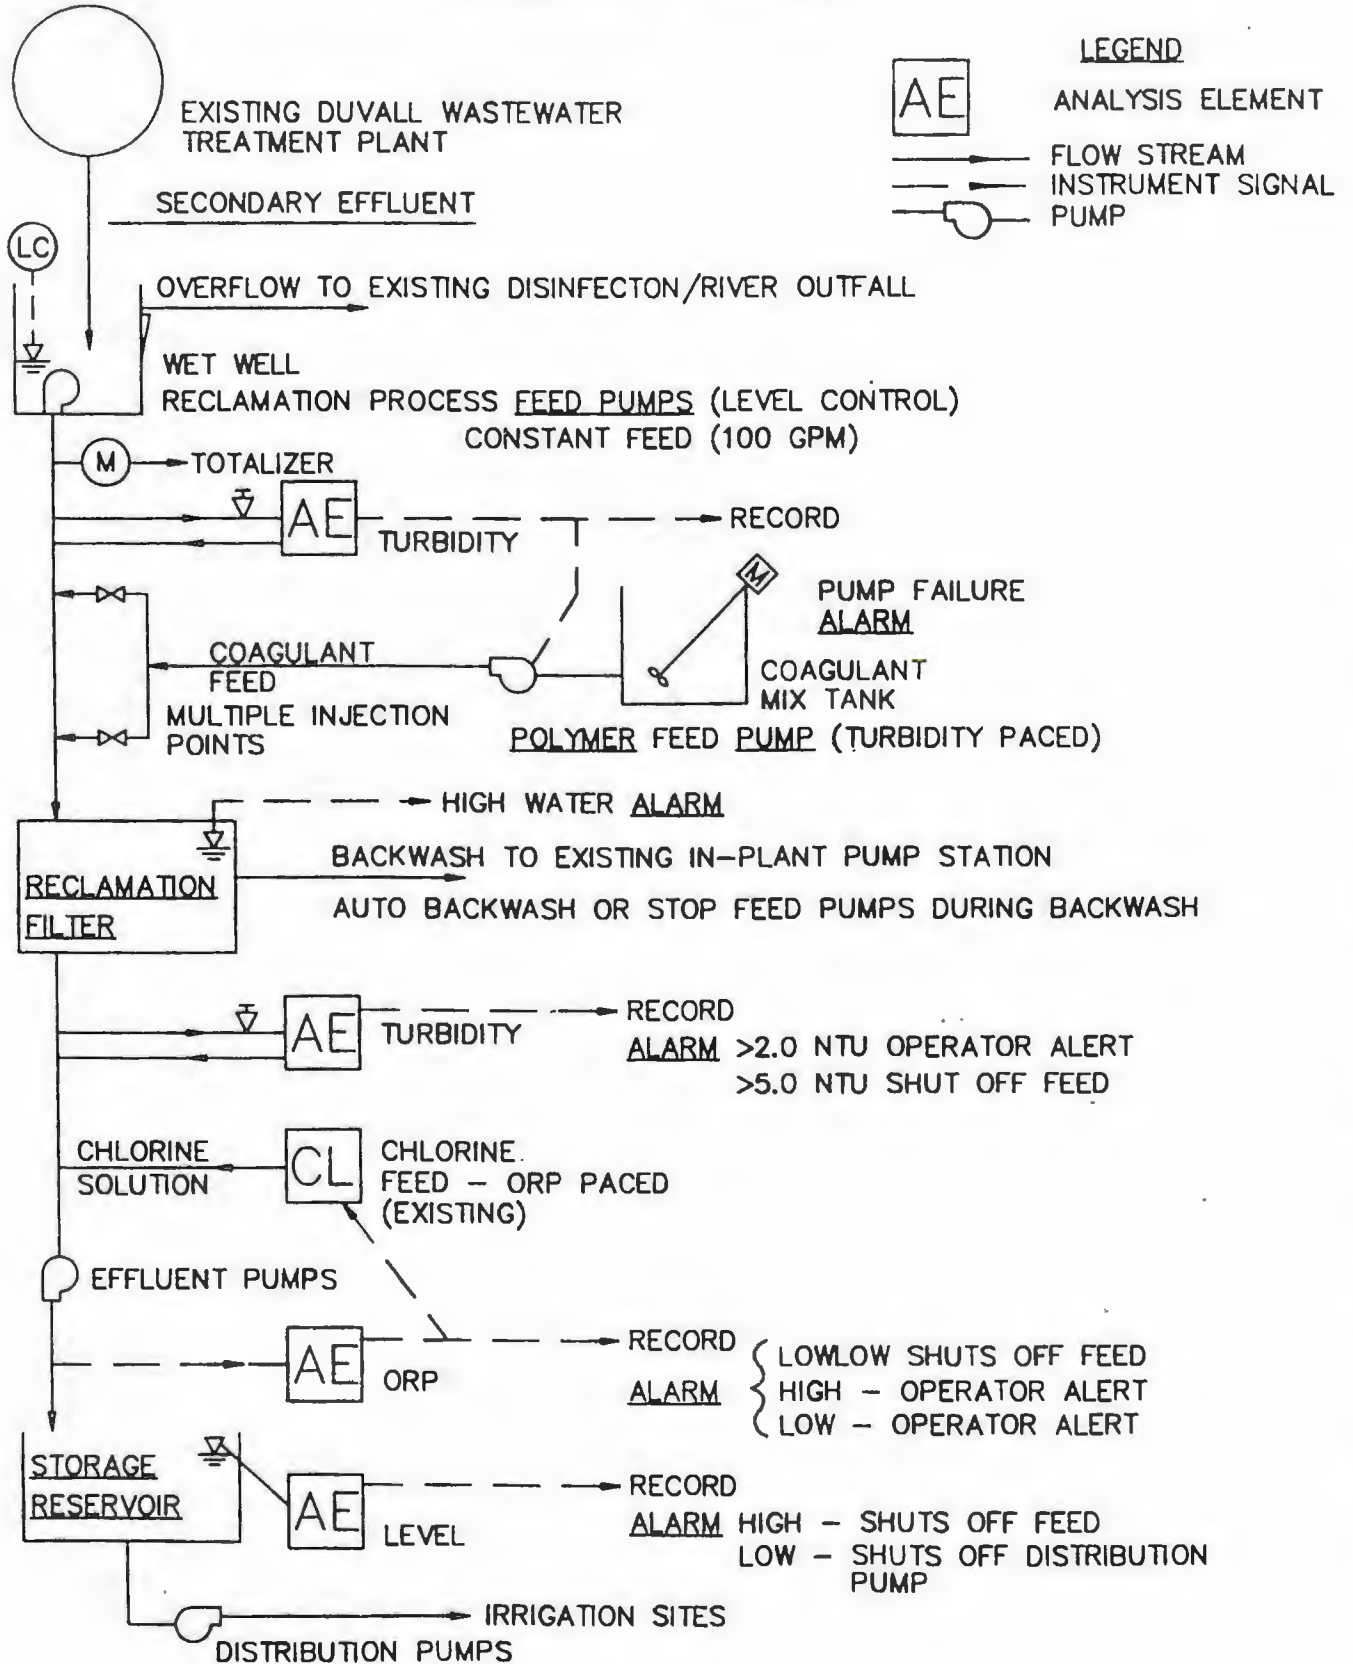 LEGEND
AE
ANALYSIS ELEMENT
FLOW STREAM
INSTRUMENT SIGNAL
PUMP
EXISTING DUVALL WASTEWATER
TREATMENT PLANT
SECONDARY EFFLUENT
LC
OVERFLOW TO EXISTING DISINFECTON/RIVER OUTFALL
WET WELL
RECLAMATION PROCESS FEED PUMPS (LEVEL CONTROL)
CONSTANT FEED (100 GPM)
M
TOTALIZER
AE
TURBIDITY
RECORD
M
PUMP FAILURE
ALARM
COAGULANT
FEED
COAGULANT
MIX TANK
MULTIPLE INJECTION
POINTS
POLYMER FEED PUMP (TURBIDITY PACED)
HIGH WATER ALARM
RECLAMATION
FILTER
BACKWASH TO EXISTING IN-PLANT PUMP STATION
AUTO BACKWASH OR STOP FEED PUMPS DURING BACKWASH
AE
TURBIDITY
RECORD
ALARM >2.0 NTU OPERATOR ALERT
>5.0 NTU SHUT OFF FEED
CHLORINE
SOLUTION
CL
CHLORINE
FEED - ORP PACED
(EXISTING)
EFFLUENT PUMPS
AE
ORP
RECORD
ALARM
LOWLOW SHUTS OFF FEED
HIGH - OPERATOR ALERT
LOW - OPERATOR ALERT
STORAGE
RESERVOIR
AE
LEVEL
RECORD
ALARM HIGH - SHUTS OFF FEED
LOW - SHUTS OFF DISTRIBUTION
PUMP
IRRIGATION SITES
DISTRIBUTION PUMPS